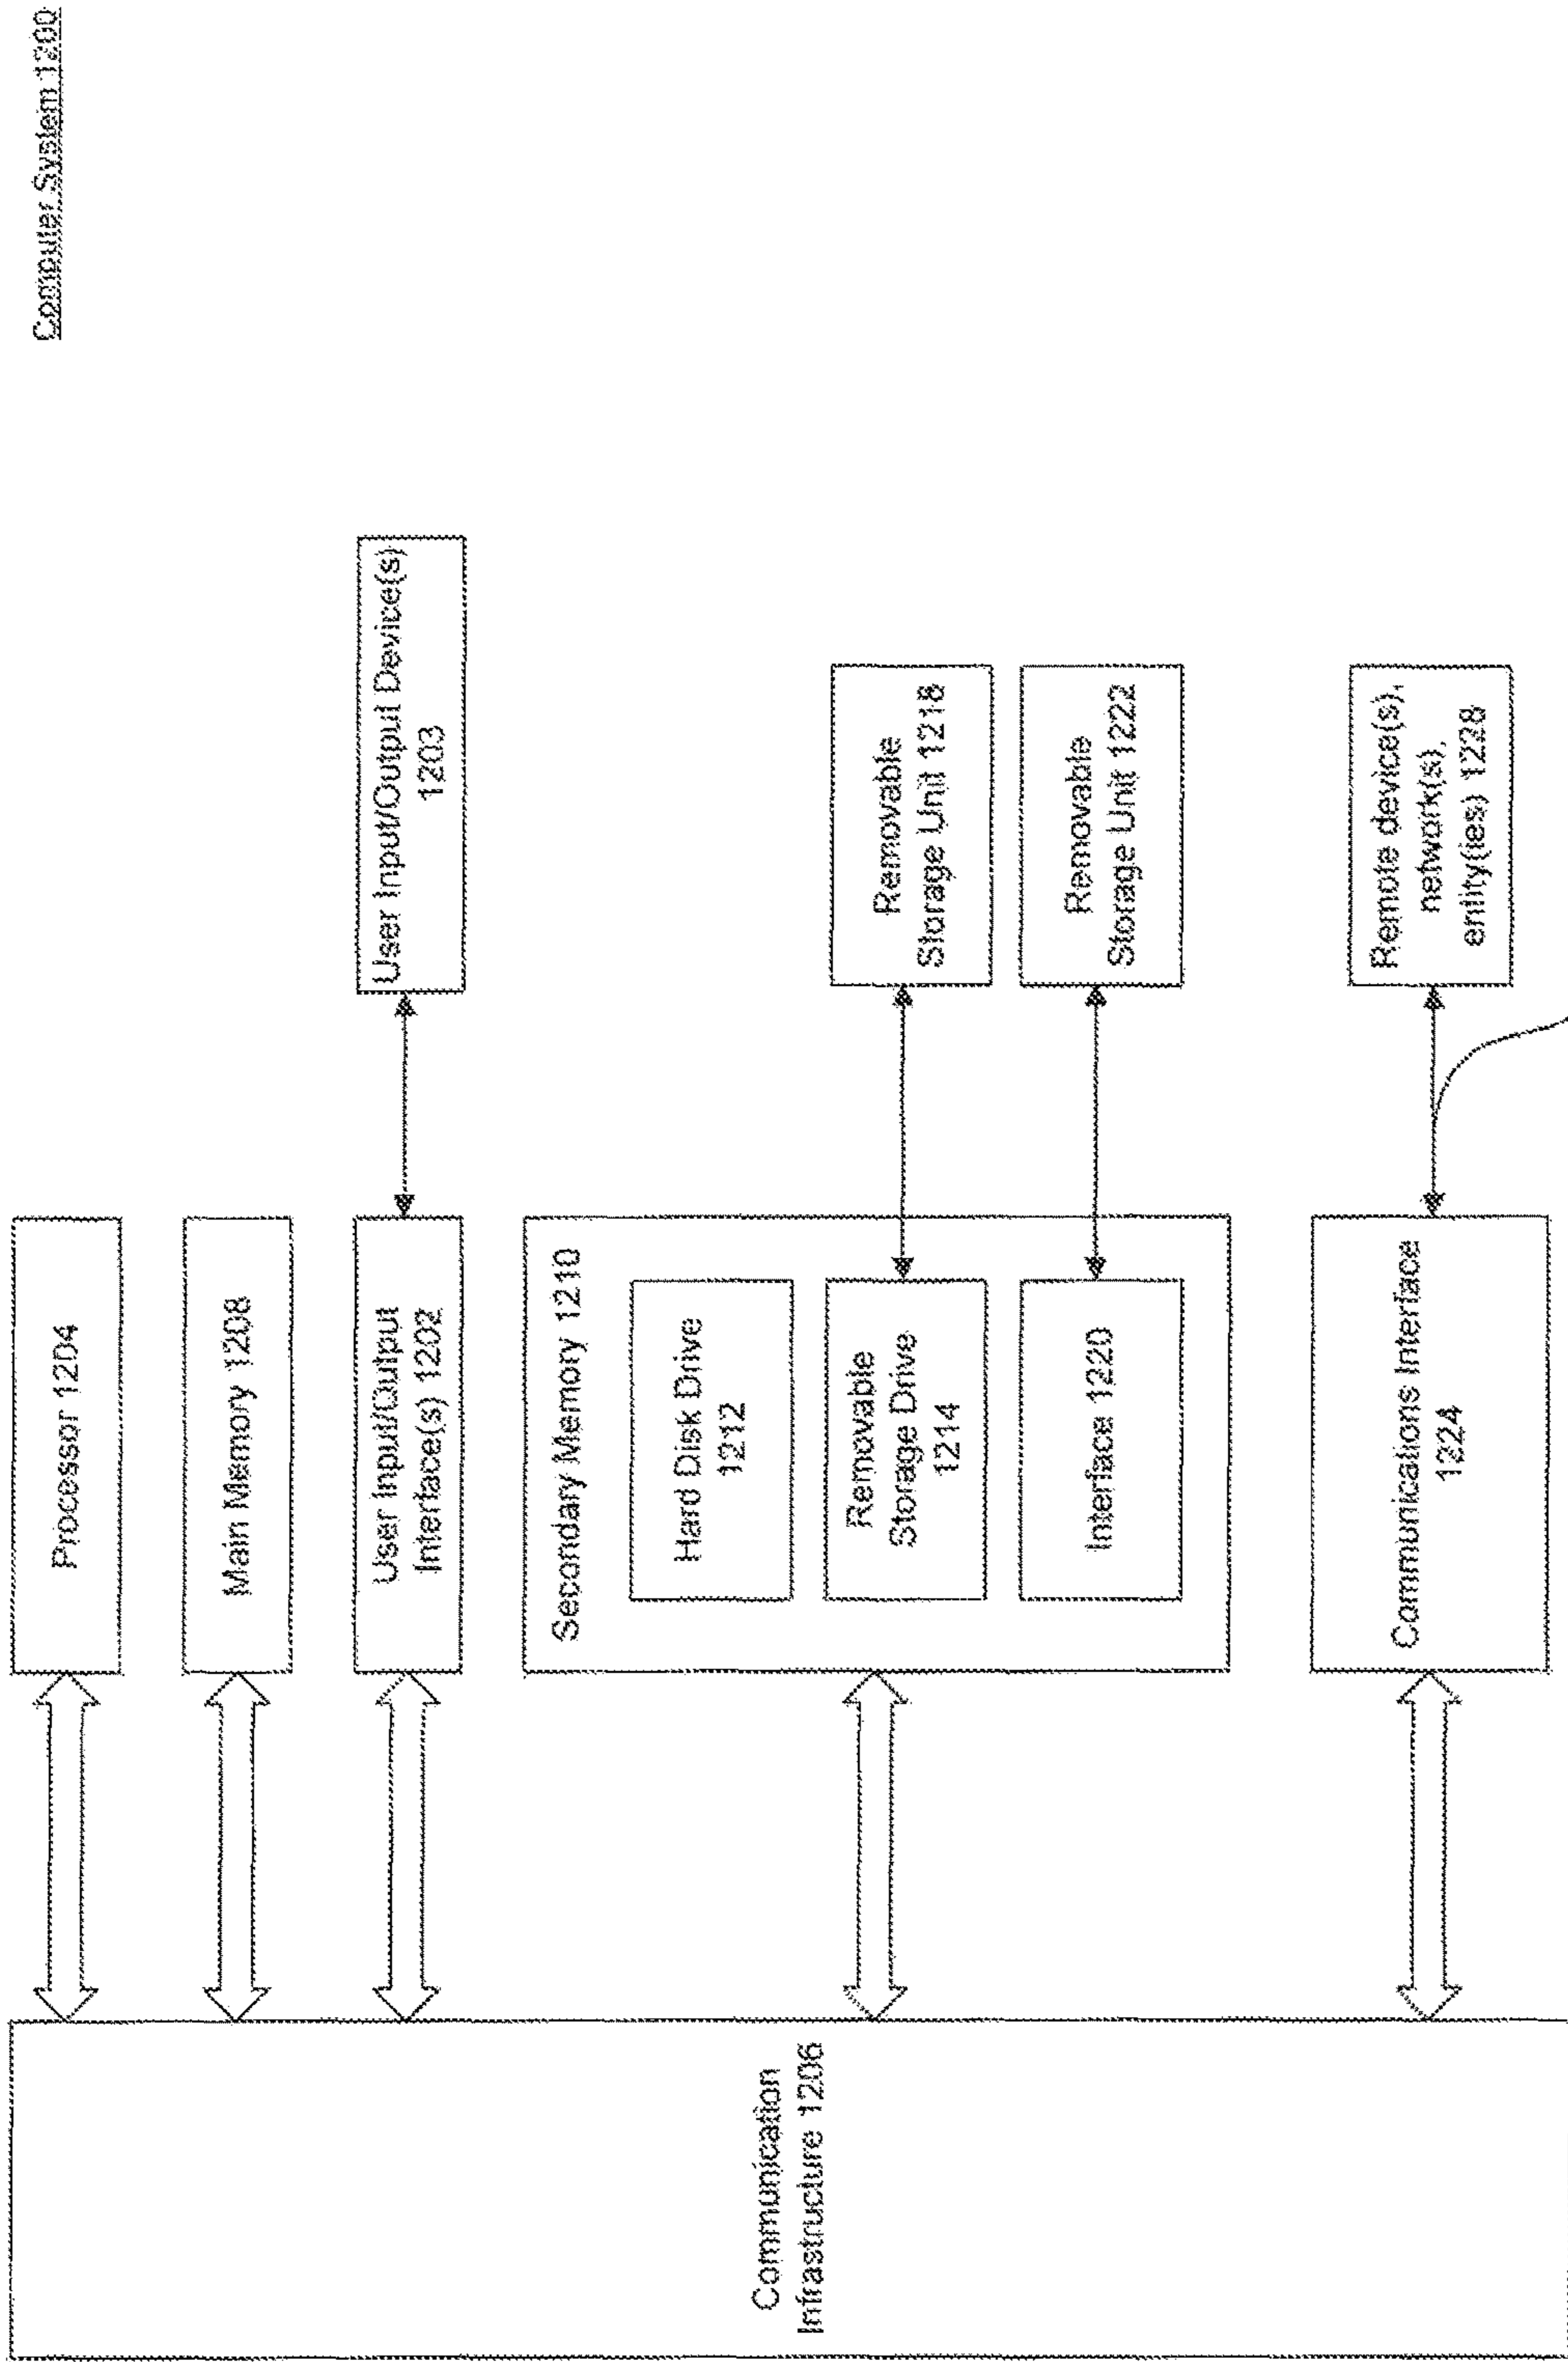 Computer System 1200
Processor 1204
Main Memory 1208
User Input/Output
Interface(s) 1202
User Input/Output Device(s)
1203
Secondary Memory 1210
Hard Disk Drive
1212
Removable
Storage Drive
1214
Removable
Storage Unit 1218
Interface 1220
Removable
Storage Unit 1222
Communications Interface
1224
Remote device(s),
network(s),
entity(ies) 1228
Communication
Infrastructure 1206